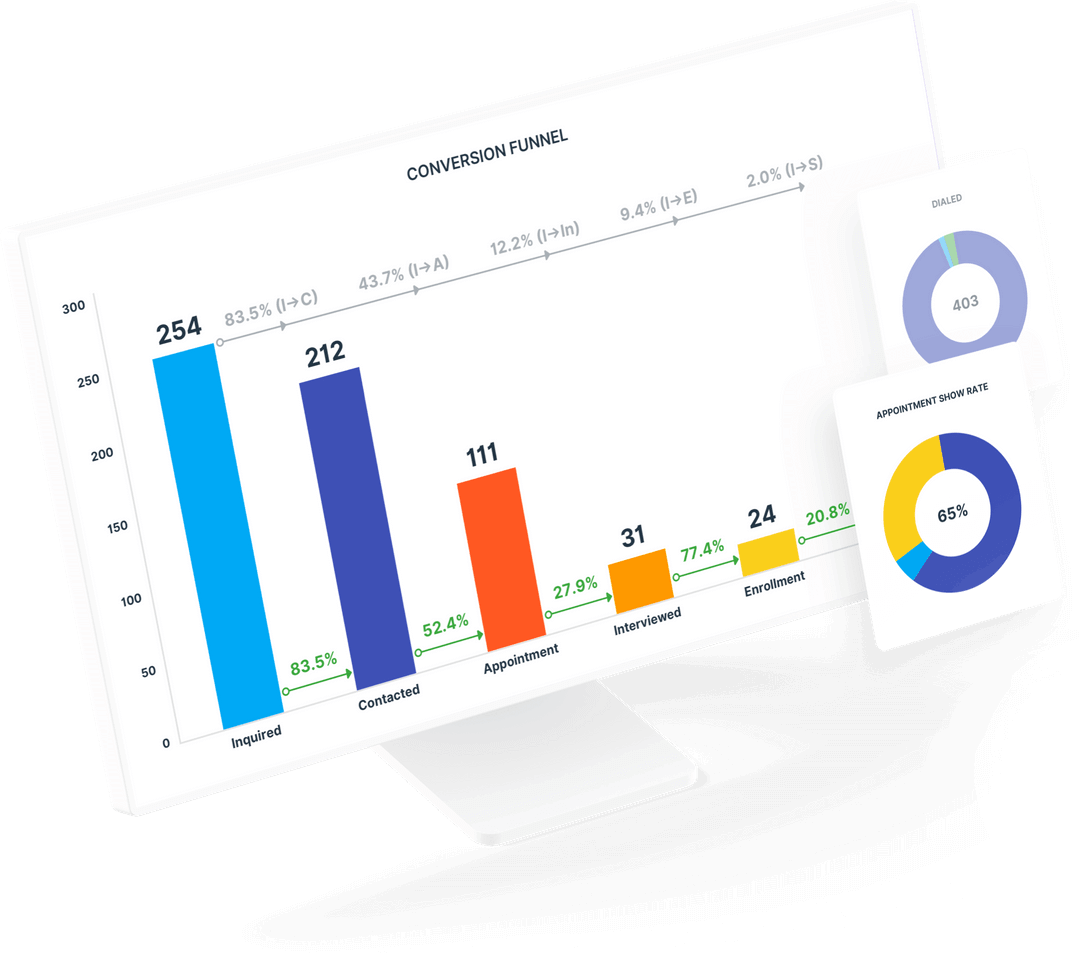 CONVERSION FUNNEL
83.5% (I→C)
43.7% (I→A)
12.2% (I→In)
9.4% (I→E)
2.0% (I→S)
300
250
200
150
100
50
0
254
212
111
31
24
83.5%
52.4%
27.9%
77.4%
20.8%
Inquired
Contacted
Appointment
Interviewed
Enrollment
DIALED
403
APPOINTMENT SHOW RATE
65%